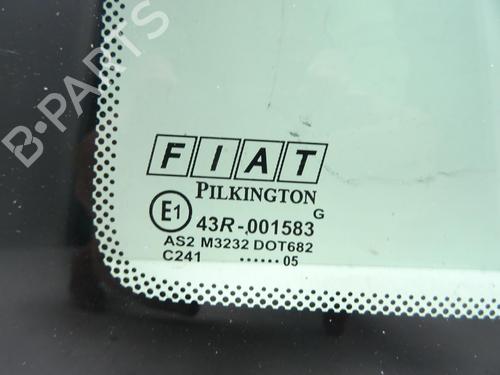 B-PARTS
FIAT
PILKINGTON
G
E1 43R-001583
AS2 M3232 DOT682
C241 ...... 05